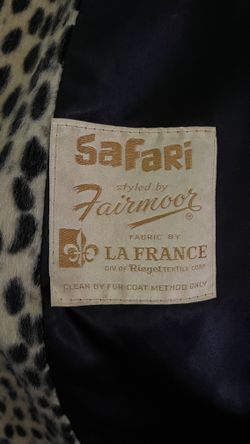 Safari
styled by
Fairmoor®
FABRIC BY
LA FRANCE
DIV OF Riegel TEXTILE CORP.
CLEAN BY FUR COAT METHOD ONLY